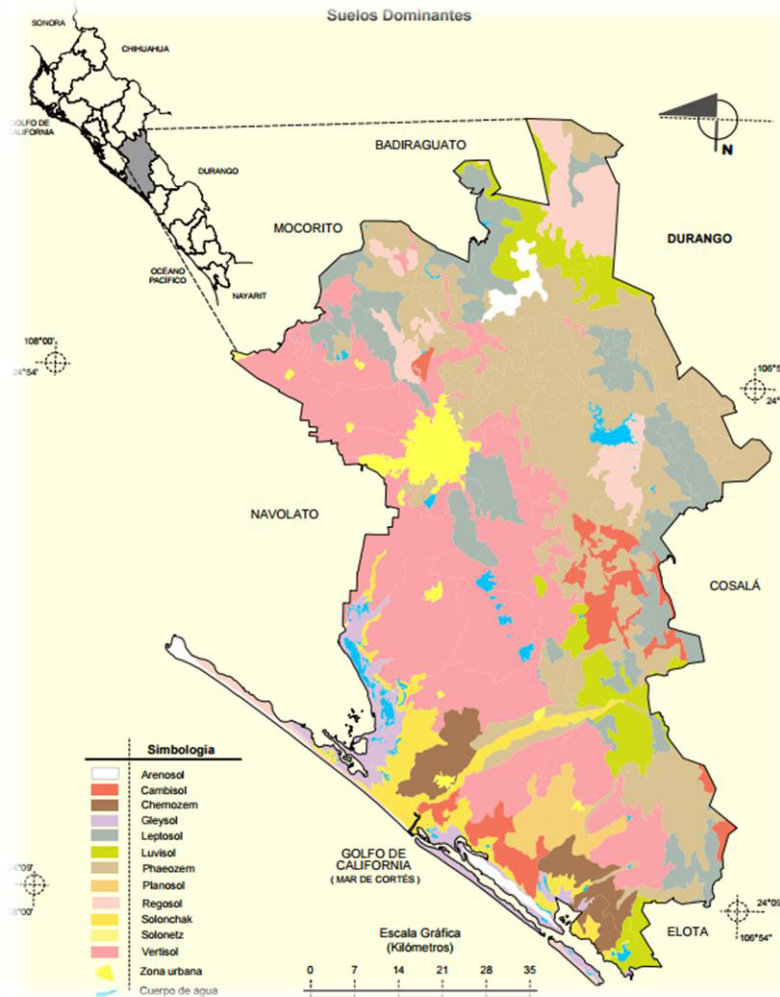 Suelos Dominantes
SONORA
CHIHUAHUA
GOLFO DE
CALIFORNIA
DURANGO
OCÉANO
PACÍFICO
NAYARIT
BADIRAGUATO
MOCORITO
DURANGO
N
108°00'
24°54'
106°5
24°
NAVOLATO
COSALÁ
Simbología
Arenosol
Cambisol
Chernozem
Gleysol
Leptosol
Luvisol
Phaeozem
Planosol
Regosol
Solonchak
Solonetz
Vertisol
Zona urbana
Cuerpo de agua
GOLFO DE
CALIFORNIA
( MAR DE CORTÉS )
ELOTA
24°09
106°54'
Escala Gráfica
(Kilómetros)
0 7 14 21 28 35